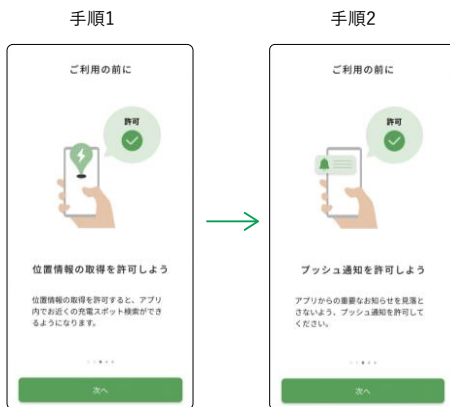 手順1
ご利用の前に
許可
位置情報の取得を許可しよう
位置情報の取得を許可すると、アプリ
内でお近くの充電スポット検索ができ
るようになります。
次へ
手順2
ご利用の前に
許可
プッシュ通知を許可しよう
アプリからの重要なお知らせを見落と
さないよう、プッシュ通知を許可して
ください。
次へ